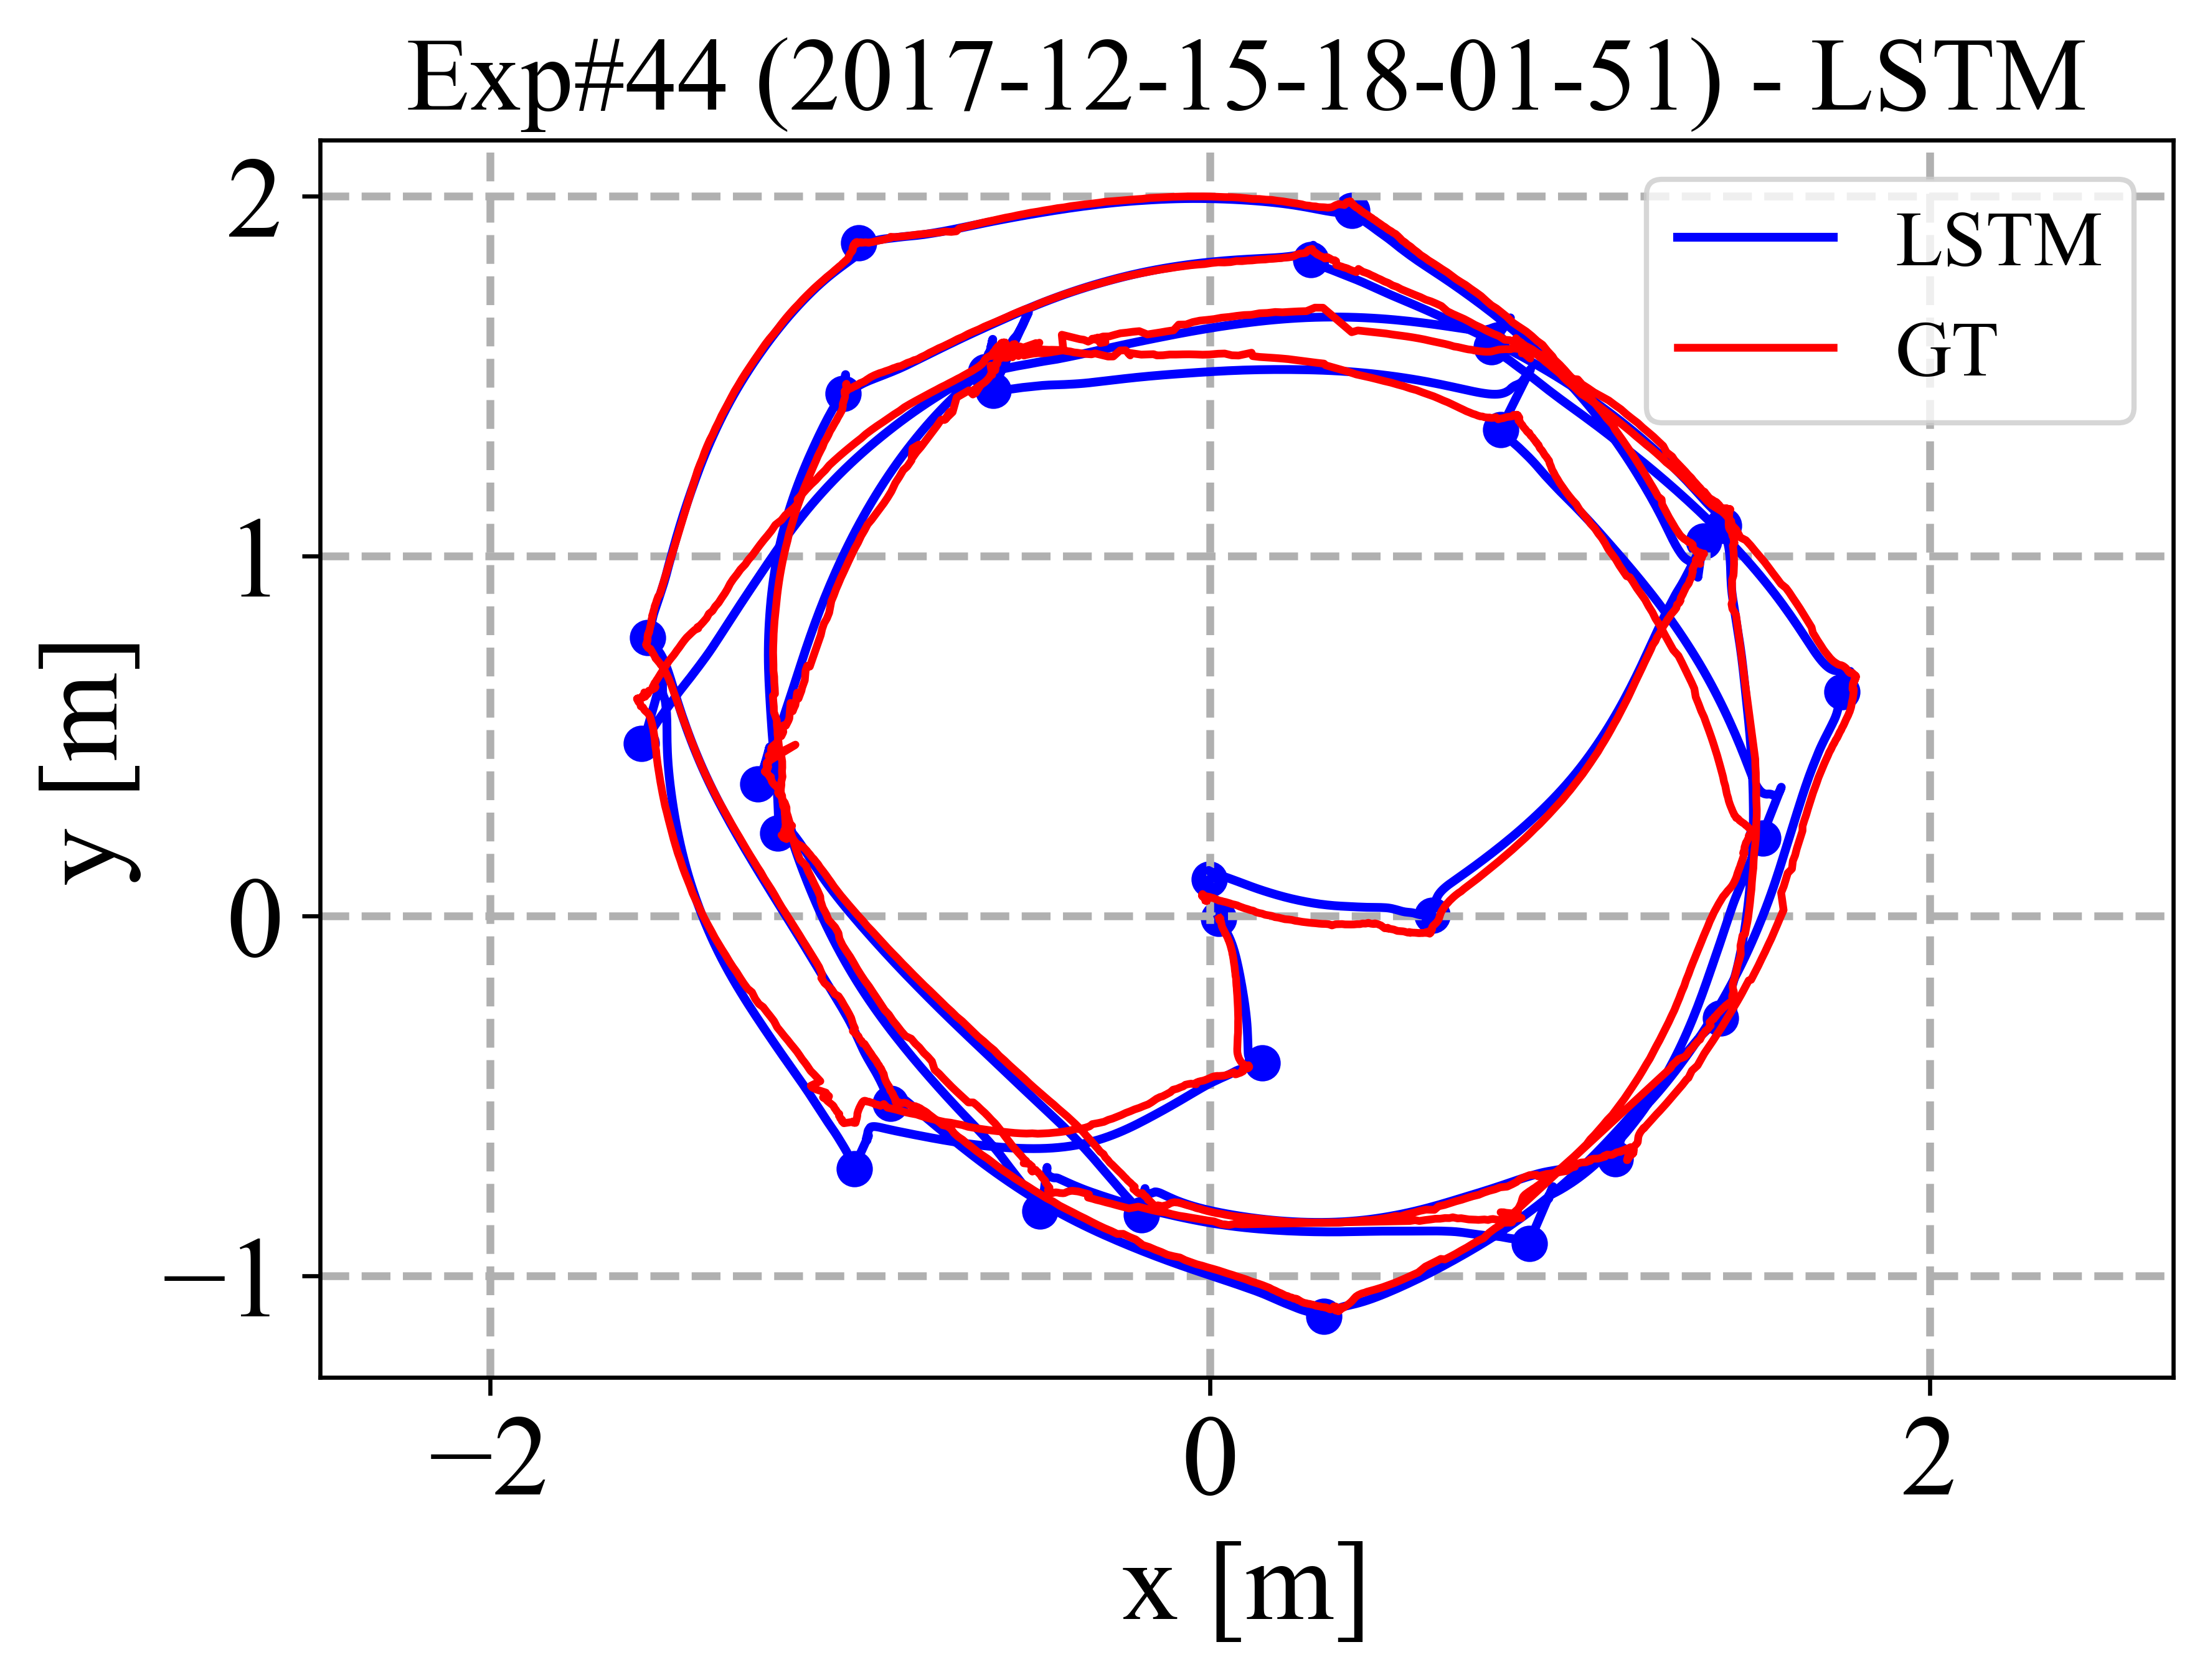 Exp#44 (2017-12-15-18-01-51) - LSTM
LSTM
GT
2
1
0
−1
y [m]
−2
0
2
x [m]